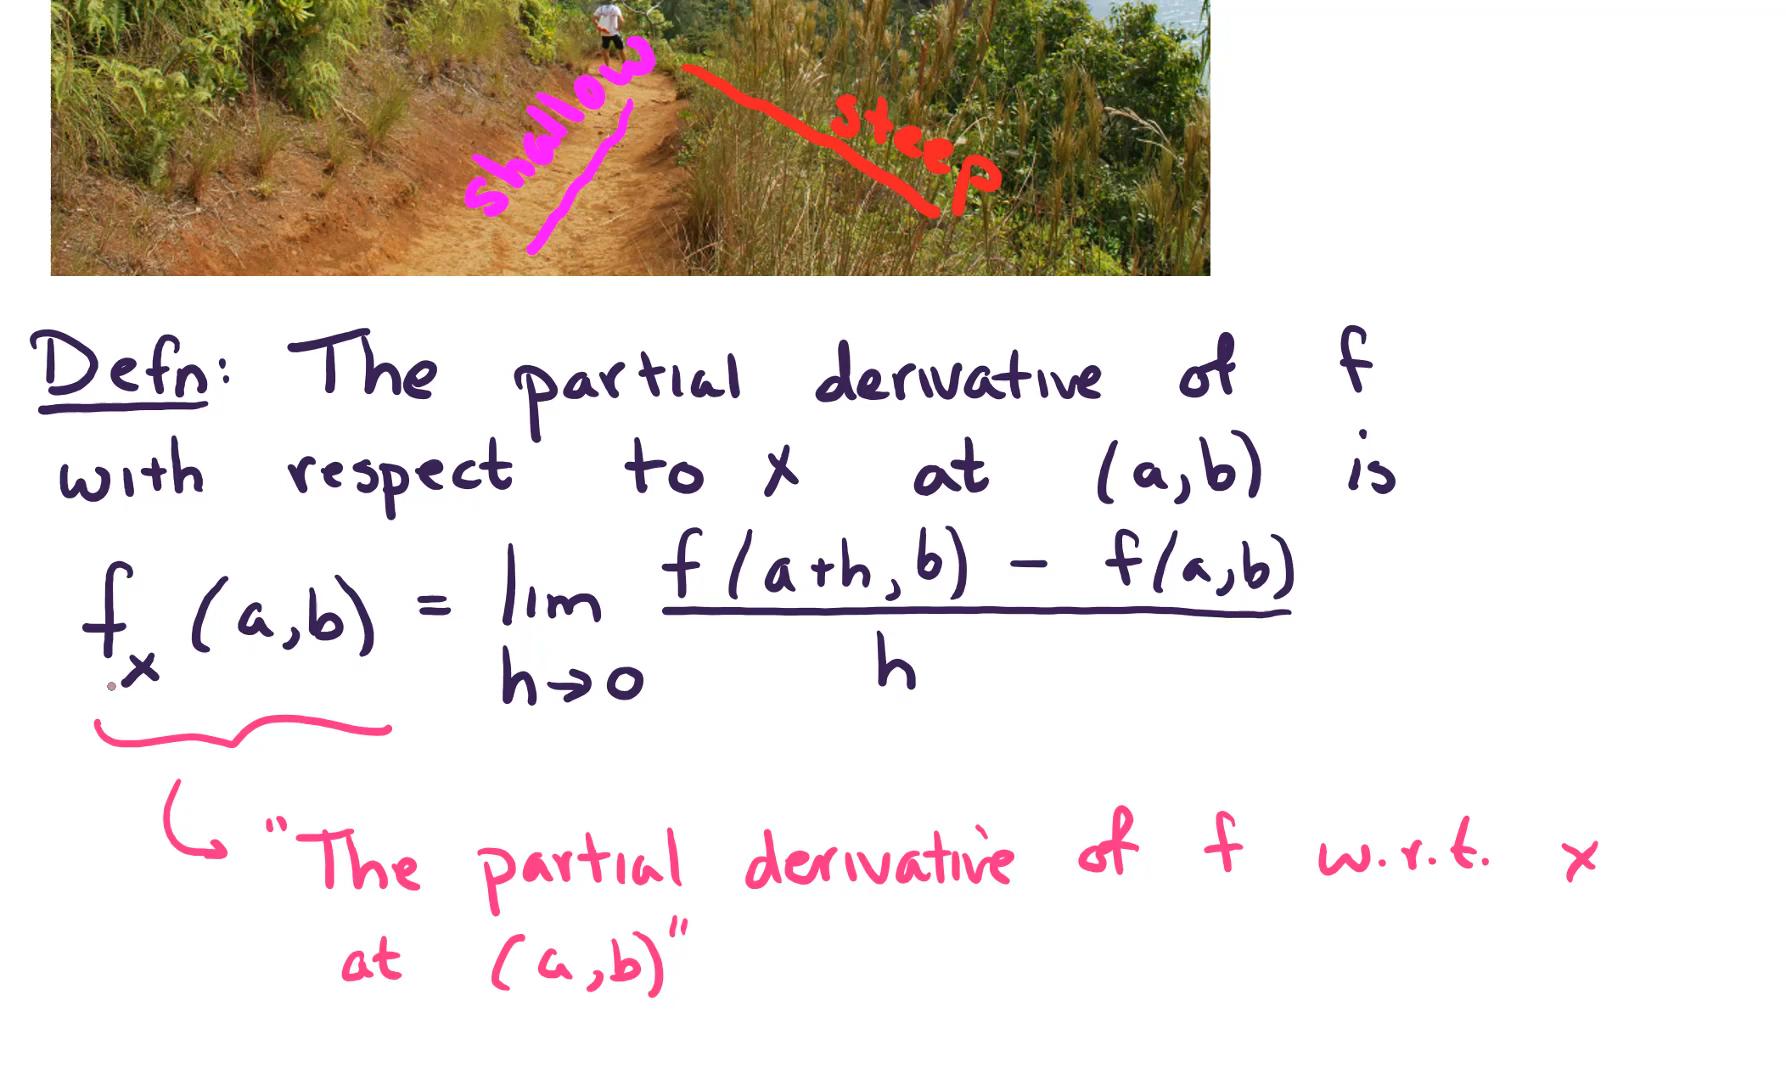 shallow
steep
Defn: The partial derivative of f
with respect to x at (a,b) is
f_x (a,b) = lim_{h→0} \frac{f(a+h,b) - f(a,b)}{h}
"The partial derivative of f w.r.t. x
at (a,b)"